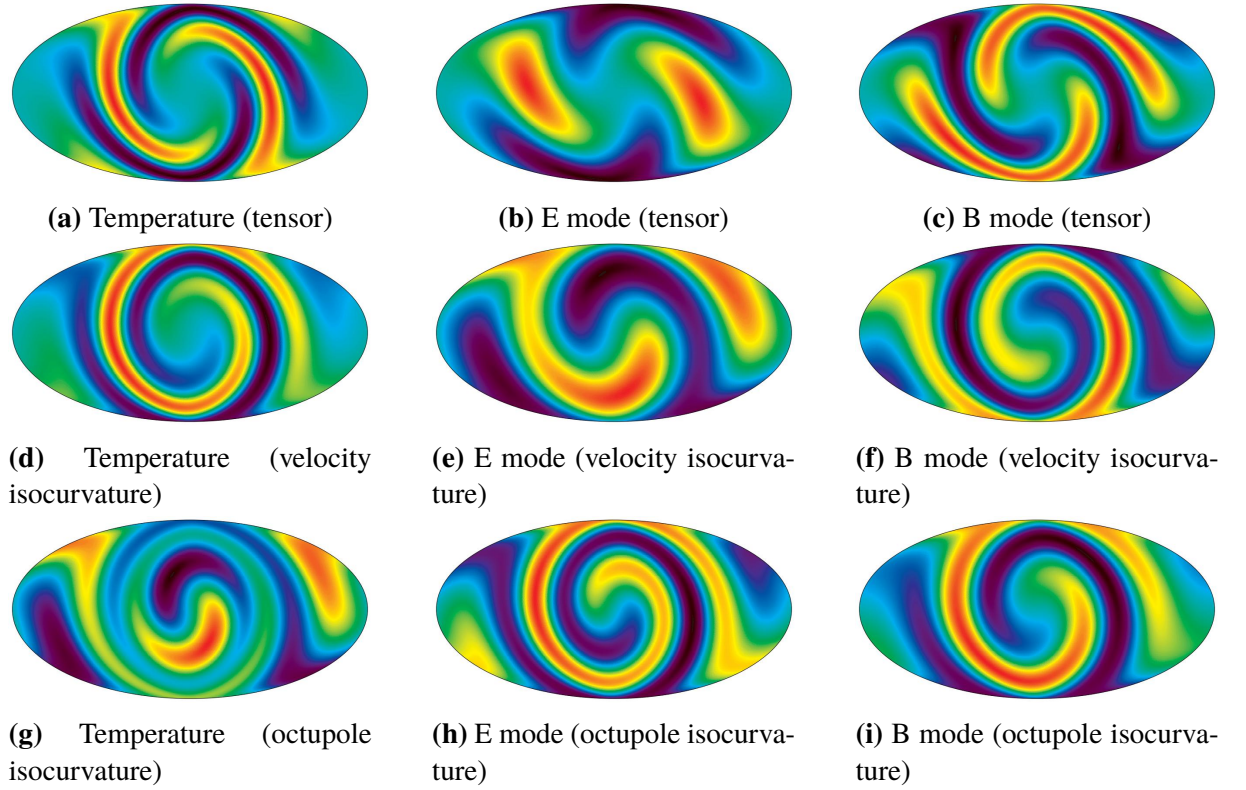 (a) Temperature (tensor)
(b) E mode (tensor)
(c) B mode (tensor)
(d) Temperature (velocity
isocurvature)
(e) E mode (velocity isocurva-
ture)
(f) B mode (velocity isocurva-
ture)
(g) Temperature (octupole
isocurvature)
(h) E mode (octupole isocurva-
ture)
(i) B mode (octupole isocurva-
ture)